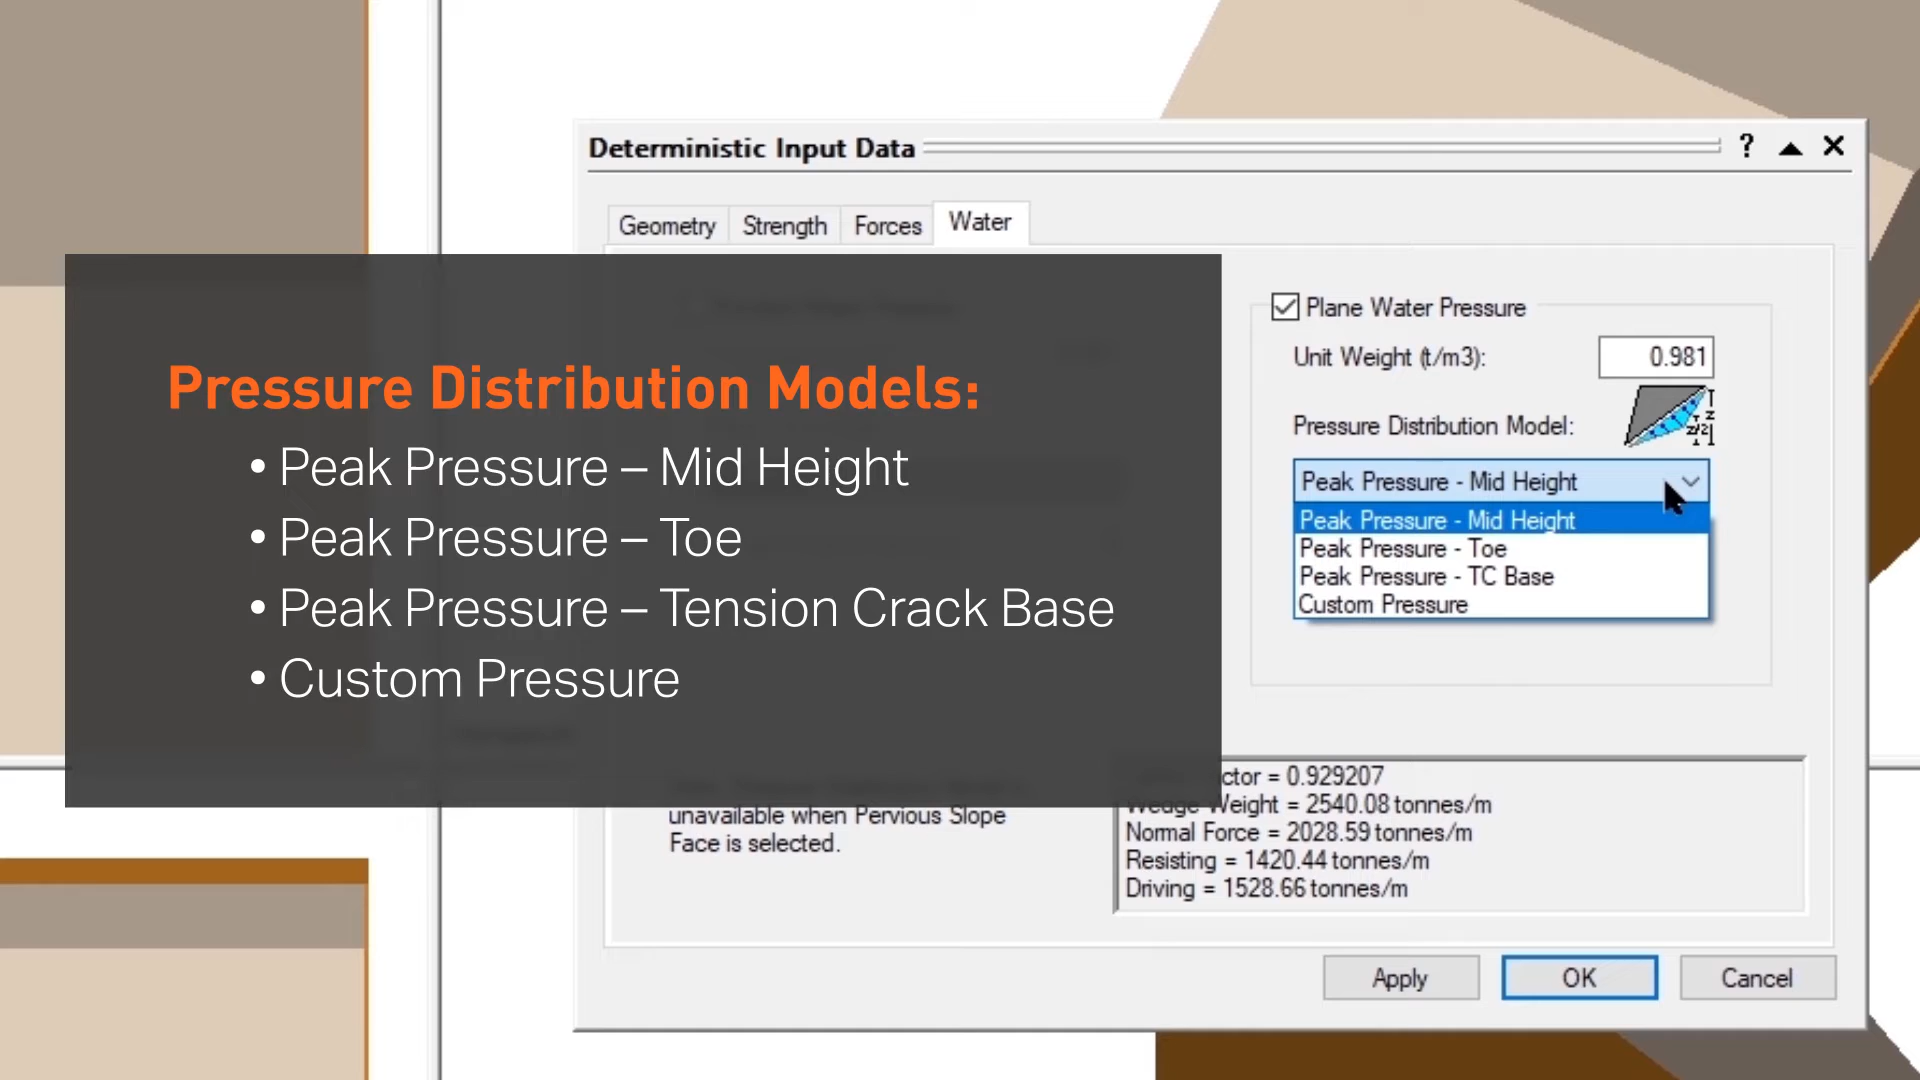 Deterministic Input Data
?
Geometry
Strength
Forces
Water
Pressure Distribution Models:
• Peak Pressure – Mid Height
• Peak Pressure – Toe
• Peak Pressure – Tension Crack Base
• Custom Pressure
Plane Water Pressure
Unit Weight (t/m3):
0.981
Pressure Distribution Model:
Peak Pressure - Mid Height
Peak Pressure - Mid Height
Peak Pressure - Toe
Peak Pressure - TC Base
Custom Pressure
unavailable when Pervious Slope
Face is selected.
= 0.929207
Wedge Weight = 2540.08 tonnes/m
Normal Force = 2028.59 tonnes/m
Resisting = 1420.44 tonnes/m
Driving = 1528.66 tonnes/m
Apply
OK
Cancel